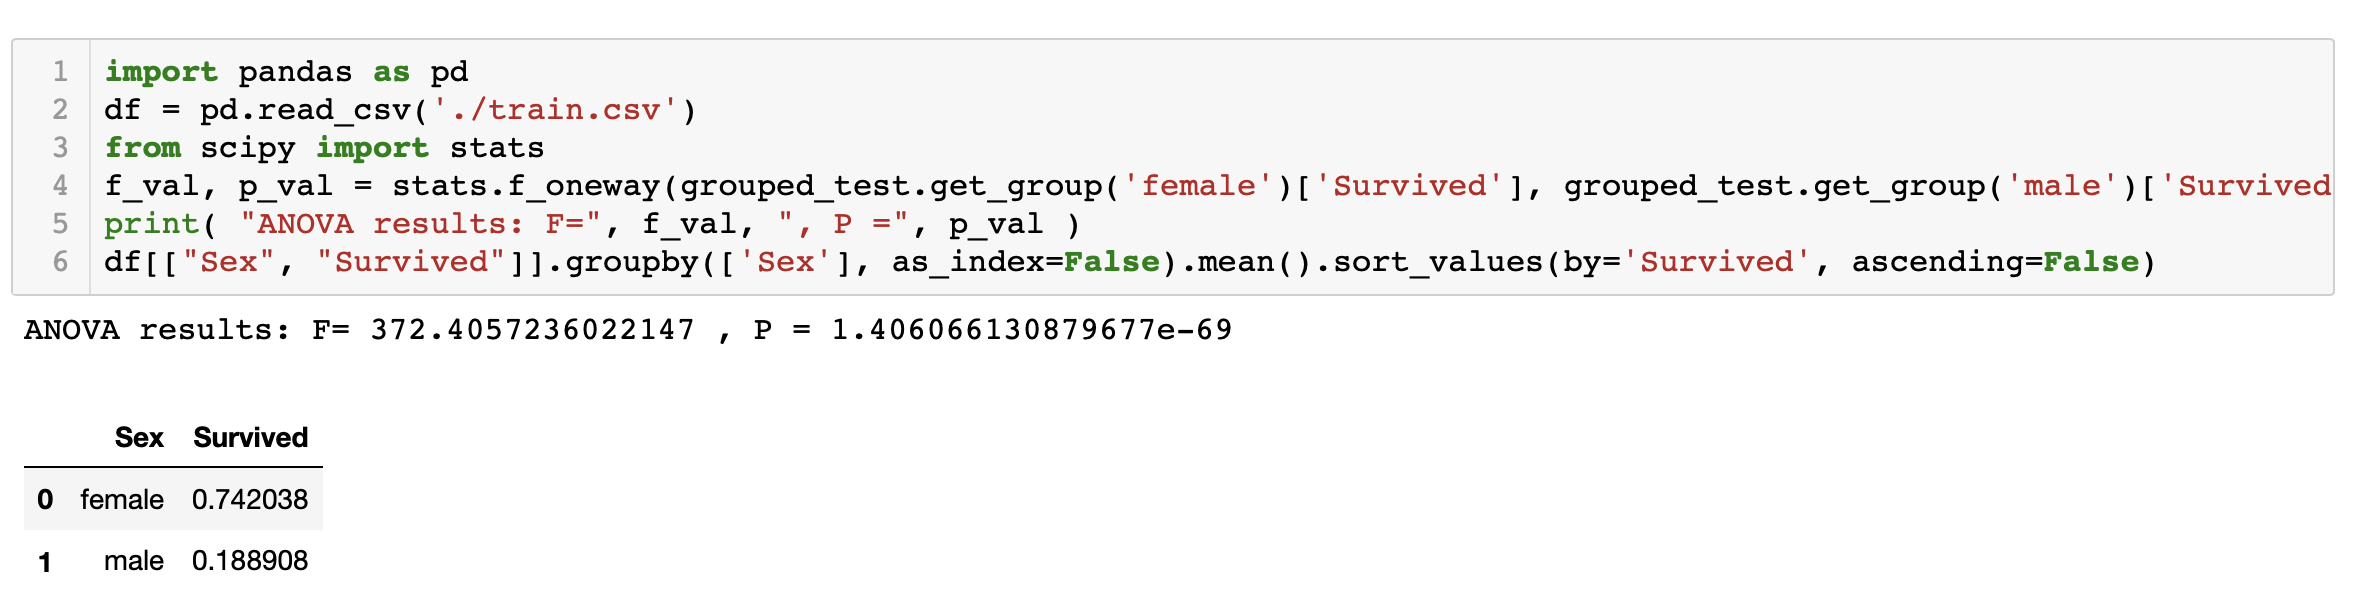 1 import pandas as pd
2 df = pd.read_csv('./train.csv')
3 from scipy import stats
4 f_val, p_val = stats.f_oneway(grouped_test.get_group('female')['Survived'], grouped_test.get_group('male')['Survived
5 print( "ANOVA results: F=", f_val, ", P =", p_val )
6 df[["Sex", "Survived"]].groupby(['Sex'], as_index=False).mean().sort_values(by='Survived', ascending=False)
ANOVA results: F= 372.4057236022147 , P = 1.406066130879677e-69
Sex Survived
0 female 0.742038
1 male 0.188908